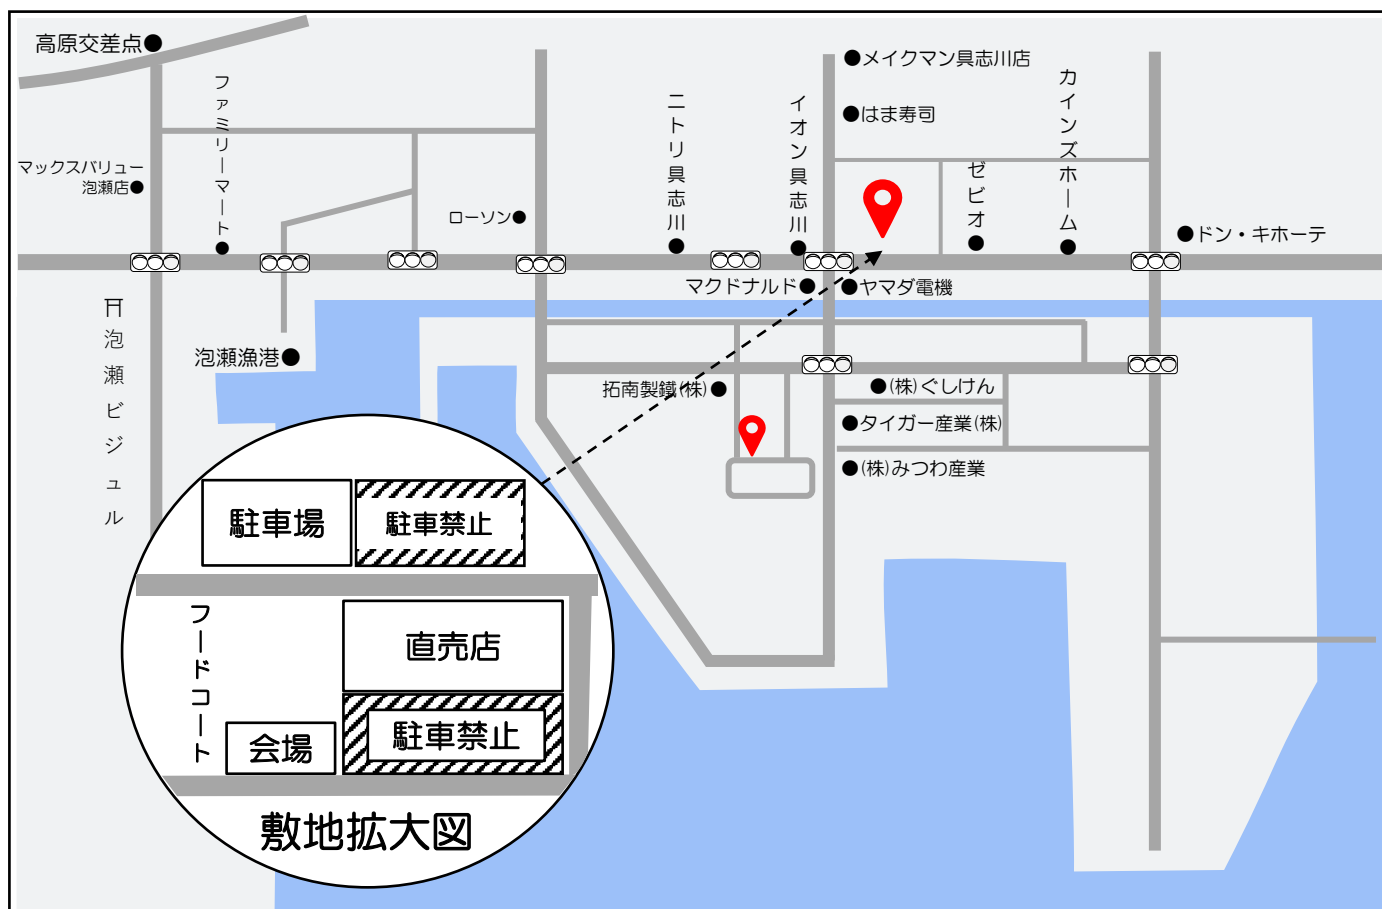 高原交差点
ファミリーマート
マックスバリュー
泡瀬店
ローソン
ニトリ具志川
イオン具志川
メイクマン具志川店
はま寿司
ゼビオ
カインズホーム
ドン・キホーテ
マクドナルド
ヤマダ電機
泡瀬ビジュル
泡瀬漁港
拓南製鐵(株)
(株)ぐしけん
タイガー産業(株)
(株)みつわ産業
駐車場
駐車禁止
フードコート
直売店
会場
駐車禁止
敷地拡大図